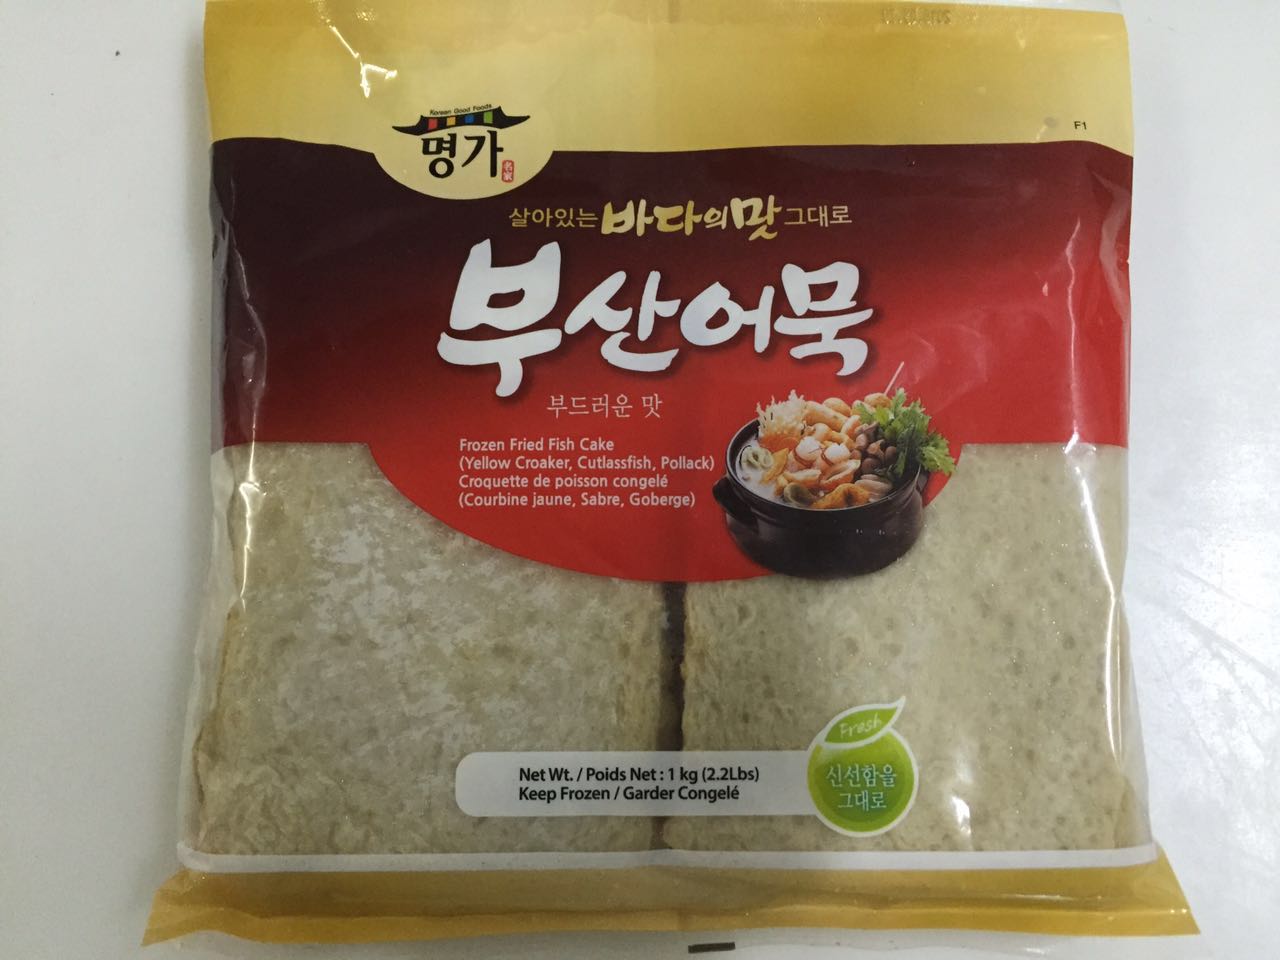 Korean Good Foods
명가
名家
F1
살아있는 바다의 맛 그대로
부산어묵
부드러운 맛
Frozen Fried Fish Cake
(Yellow Croaker, Cutlassfish, Pollack)
Croquette de poisson congelé
(Courbine jaune, Sabre, Goberge)
Fresh
신선함을
그대로
Net Wt. / Poids Net : 1 kg (2.2Lbs)
Keep Frozen / Garder Congelé